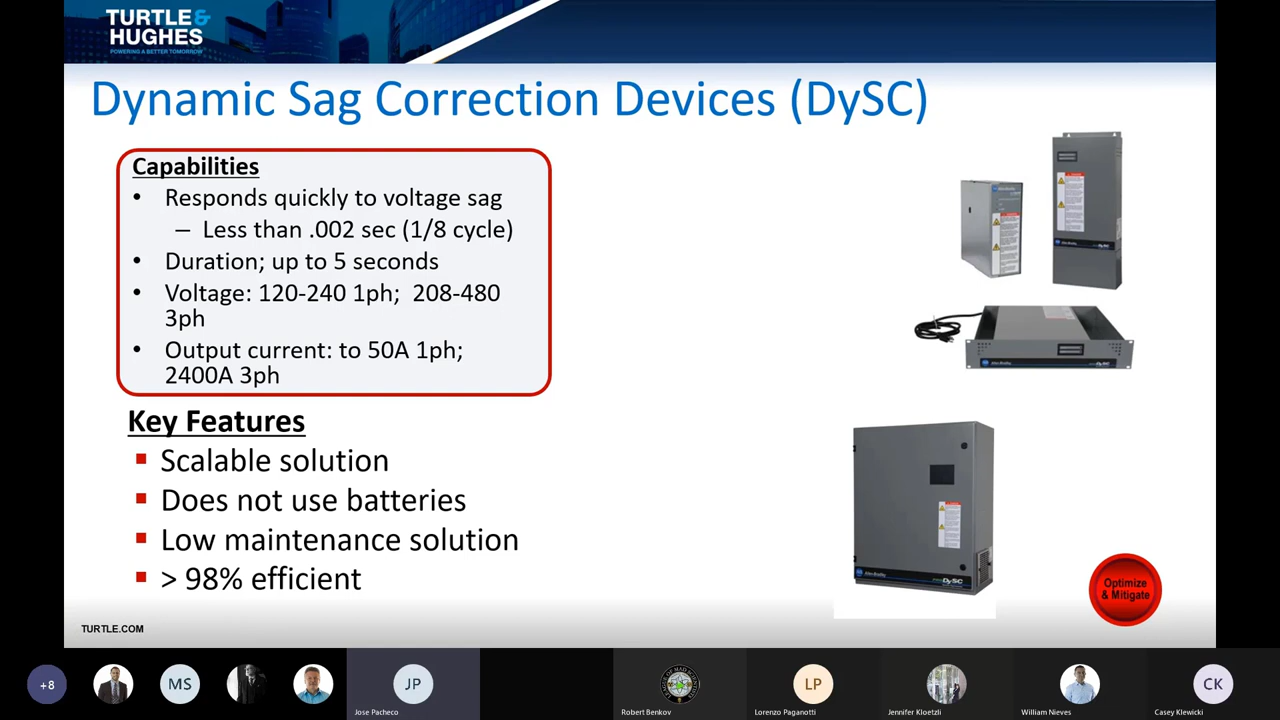 TURTLE&
HUGHES
POWERING A BETTER TOMORROW
Dynamic Sag Correction Devices (DySC)
Capabilities
• Responds quickly to voltage sag
– Less than .002 sec (1/8 cycle)
• Duration; up to 5 seconds
• Voltage: 120-240 1ph; 208-480
3ph
• Output current: to 50A 1ph;
2400A 3ph
Key Features
▪ Scalable solution
▪ Does not use batteries
▪ Low maintenance solution
▪ > 98% efficient
Allen-Bradley
DySC
Optimize
& Mitigate
TURTLE.COM
+8
MS
JP
LP
CK
Jose Pacheco
Robert Benkov
Lorenzo Paganotti
Jennifer Kloetzli
William Nieves
Casey Klewicki